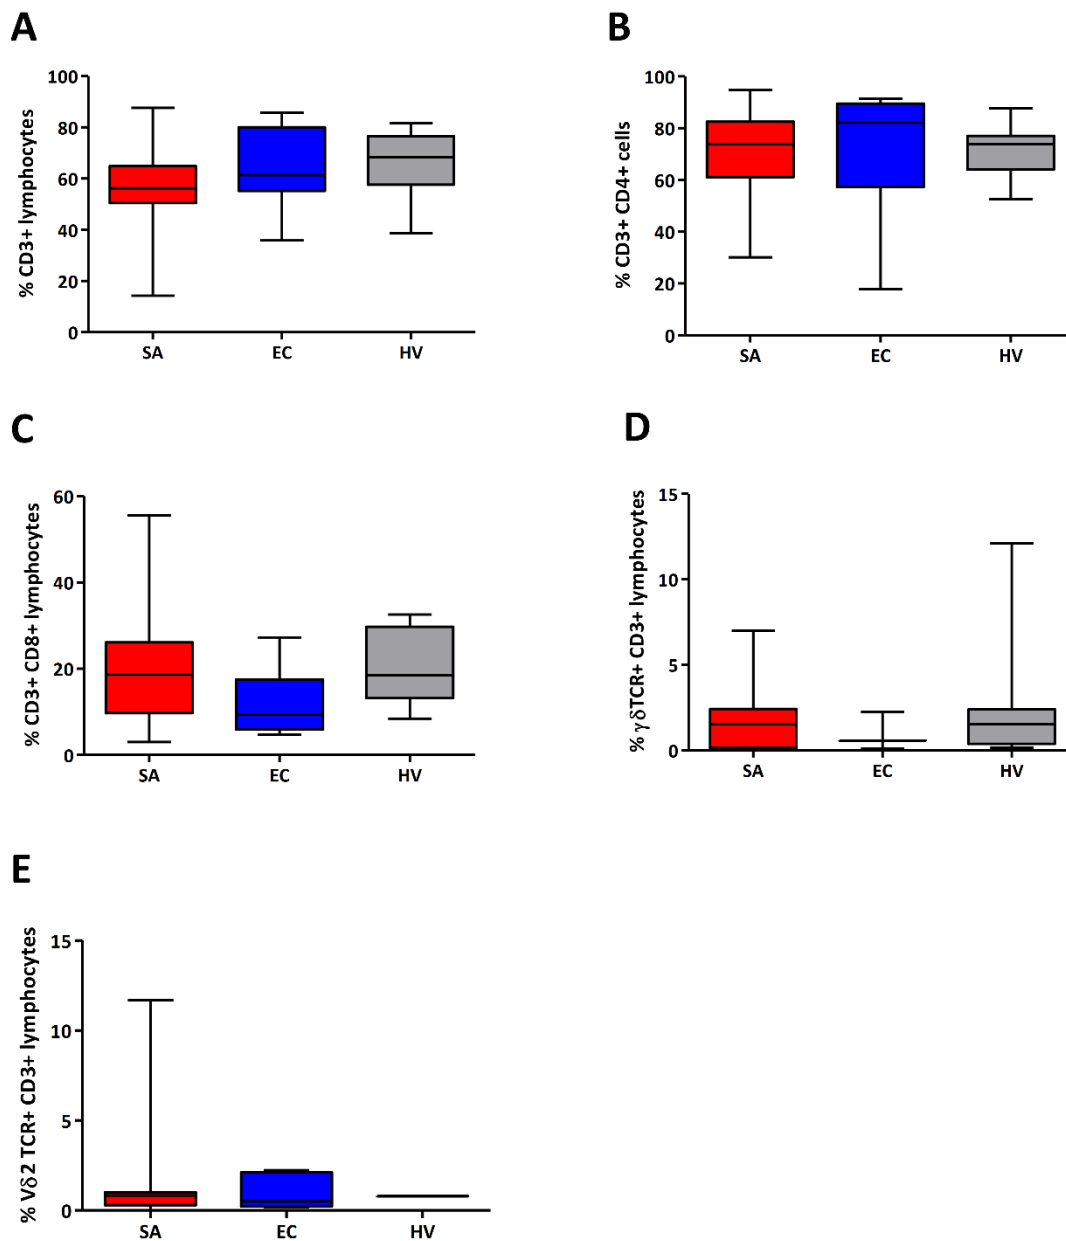 A
% CD3+ lymphocytes
100
80
60
40
20
0
SA EC HV
B
% CD3+ CD4+ cells
100
80
60
40
20
0
SA EC HV
C
% CD3+ CD8+ lymphocytes
60
40
20
0
SA EC HV
D
% γδTCR+ CD3+ lymphocytes
15
10
5
0
SA EC HV
E
% Vδ2 TCR+ CD3+ lymphocytes
15
10
5
0
SA EC HV